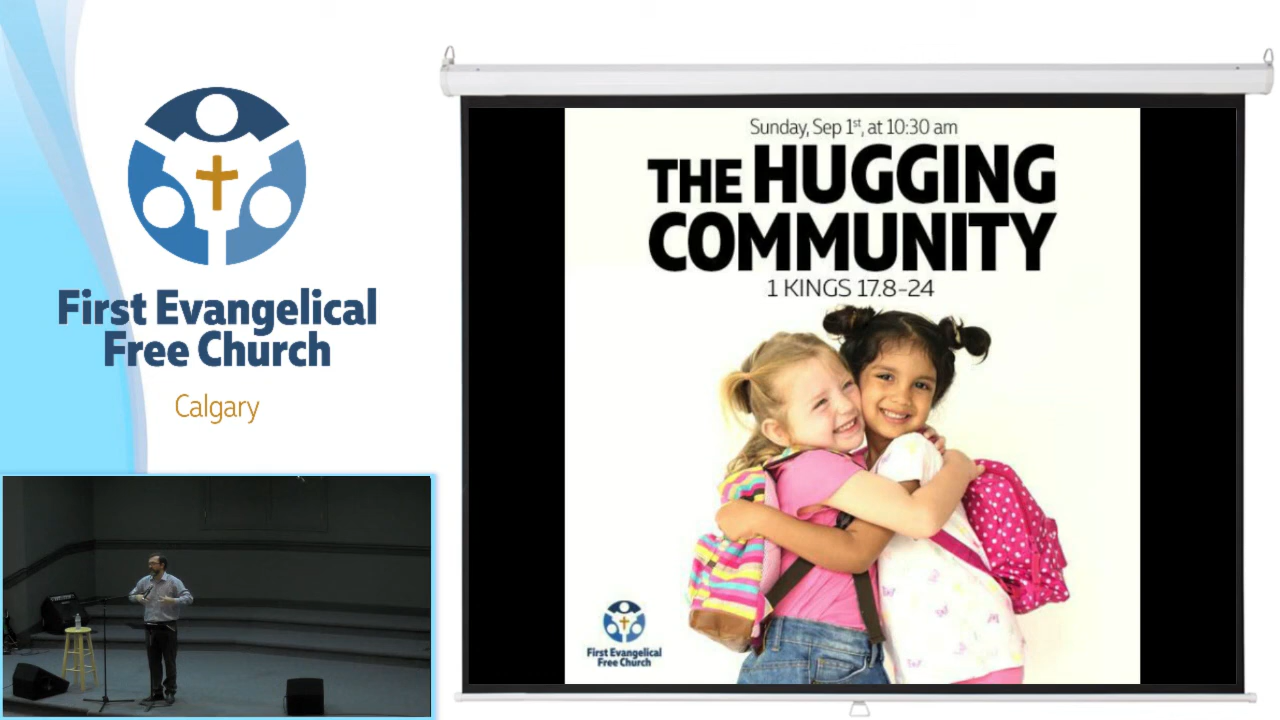 First Evangelical
Free Church
Calgary
Sunday, Sep 1st, at 10:30 am
THE HUGGING
COMMUNITY
1 KINGS 17.8-24
First Evangelical
Free Church